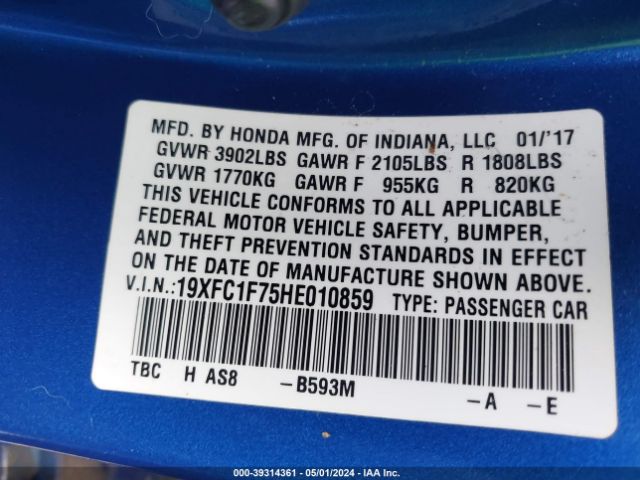 MFD. BY HONDA MFG. OF INDIANA, LLC 01/'17
GVWR 3902LBS GAWR F 2105LBS R 1808LBS
GVWR 1770KG GAWR F 955KG R 820KG
THIS VEHICLE CONFORMS TO ALL APPLICABLE
FEDERAL MOTOR VEHICLE SAFETY, BUMPER,
AND THEFT PREVENTION STANDARDS IN EFFECT
ON THE DATE OF MANUFACTURE SHOWN ABOVE.
V.I.N.:19XFC1F75HE010859 TYPE: PASSENGER CAR
TBC H AS8 -B593M -A -E
000-39314361 - 05/01/2024 - IAA Inc.